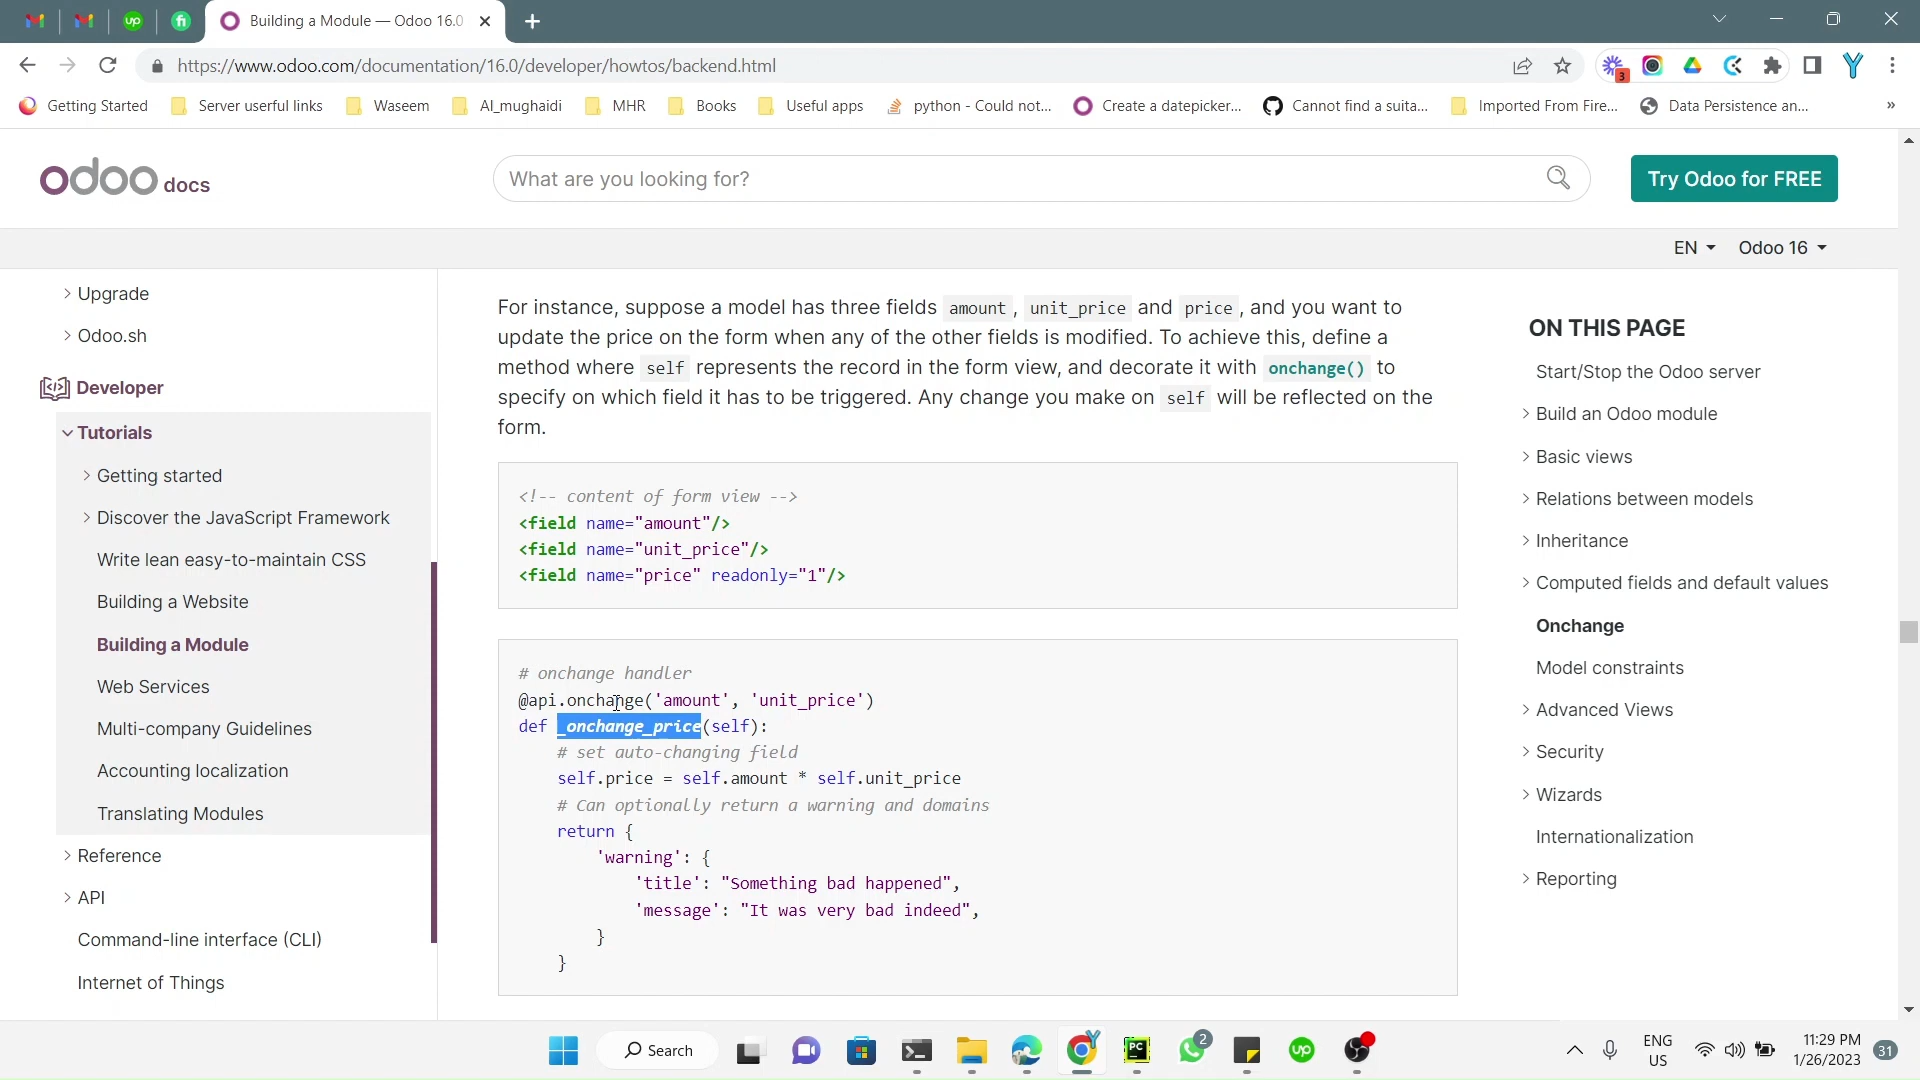 Building a Module — Odoo 16.0
https://www.odoo.com/documentation/16.0/developer/howtos/backend.html
3
Getting Started
Server useful links
Waseem
Al_mughaidi
MHR
Books
Useful apps
python - Could not...
Create a datepicker...
Cannot find a suita...
Imported From Fire...
Data Persistence an...
»
odoo docs
What are you looking for?
Try Odoo for FREE
EN
Odoo 16
Upgrade
Odoo.sh
Developer
Tutorials
Getting started
Discover the JavaScript Framework
Write lean easy-to-maintain CSS
Building a Website
Building a Module
Web Services
Multi-company Guidelines
Accounting localization
Translating Modules
Reference
API
Command-line interface (CLI)
Internet of Things
For instance, suppose a model has three fields amount , unit_price and price , and you want to
update the price on the form when any of the other fields is modified. To achieve this, define a
method where self represents the record in the form view, and decorate it with onchange() to
specify on which field it has to be triggered. Any change you make on self will be reflected on the
form.
<!-- content of form view -->
<field name="amount"/>
<field name="unit_price"/>
<field name="price" readonly="1"/>
# onchange handler
@api.onchange('amount', 'unit_price')
def _onchange_price(self):
# set auto-changing field
self.price = self.amount * self.unit_price
# Can optionally return a warning and domains
return {
'warning': {
'title': "Something bad happened",
'message': "It was very bad indeed",
}
}
ON THIS PAGE
Start/Stop the Odoo server
Build an Odoo module
Basic views
Relations between models
Inheritance
Computed fields and default values
Onchange
Model constraints
Advanced Views
Security
Wizards
Internationalization
Reporting
Search
PC
2
up
ENG
US
11:29 PM
1/26/2023
31